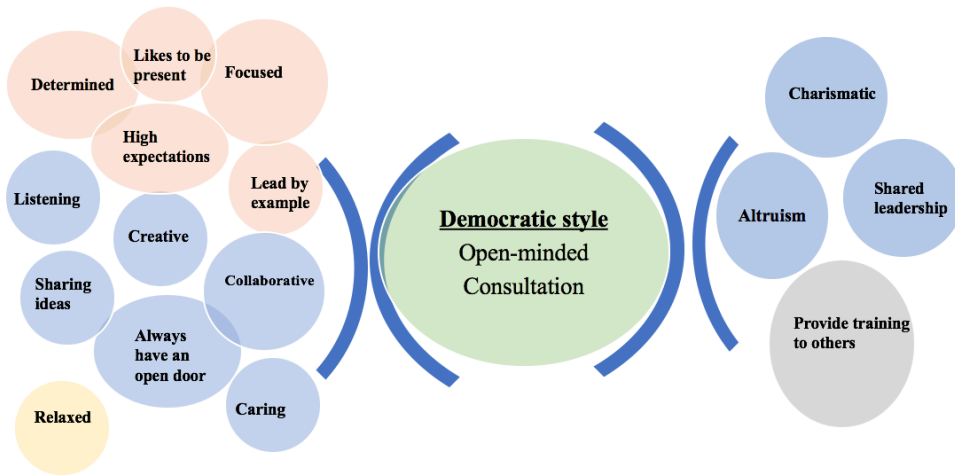 Likes to be
present
Determined
Focused
High
expectations
Listening
Lead by
example
Creative
Sharing
ideas
Collaborative
Always
have an
open door
Relaxed
Caring
Democratic style
Open-minded
Consultation
Charismatic
Altruism
Shared
leadership
Provide training
to others